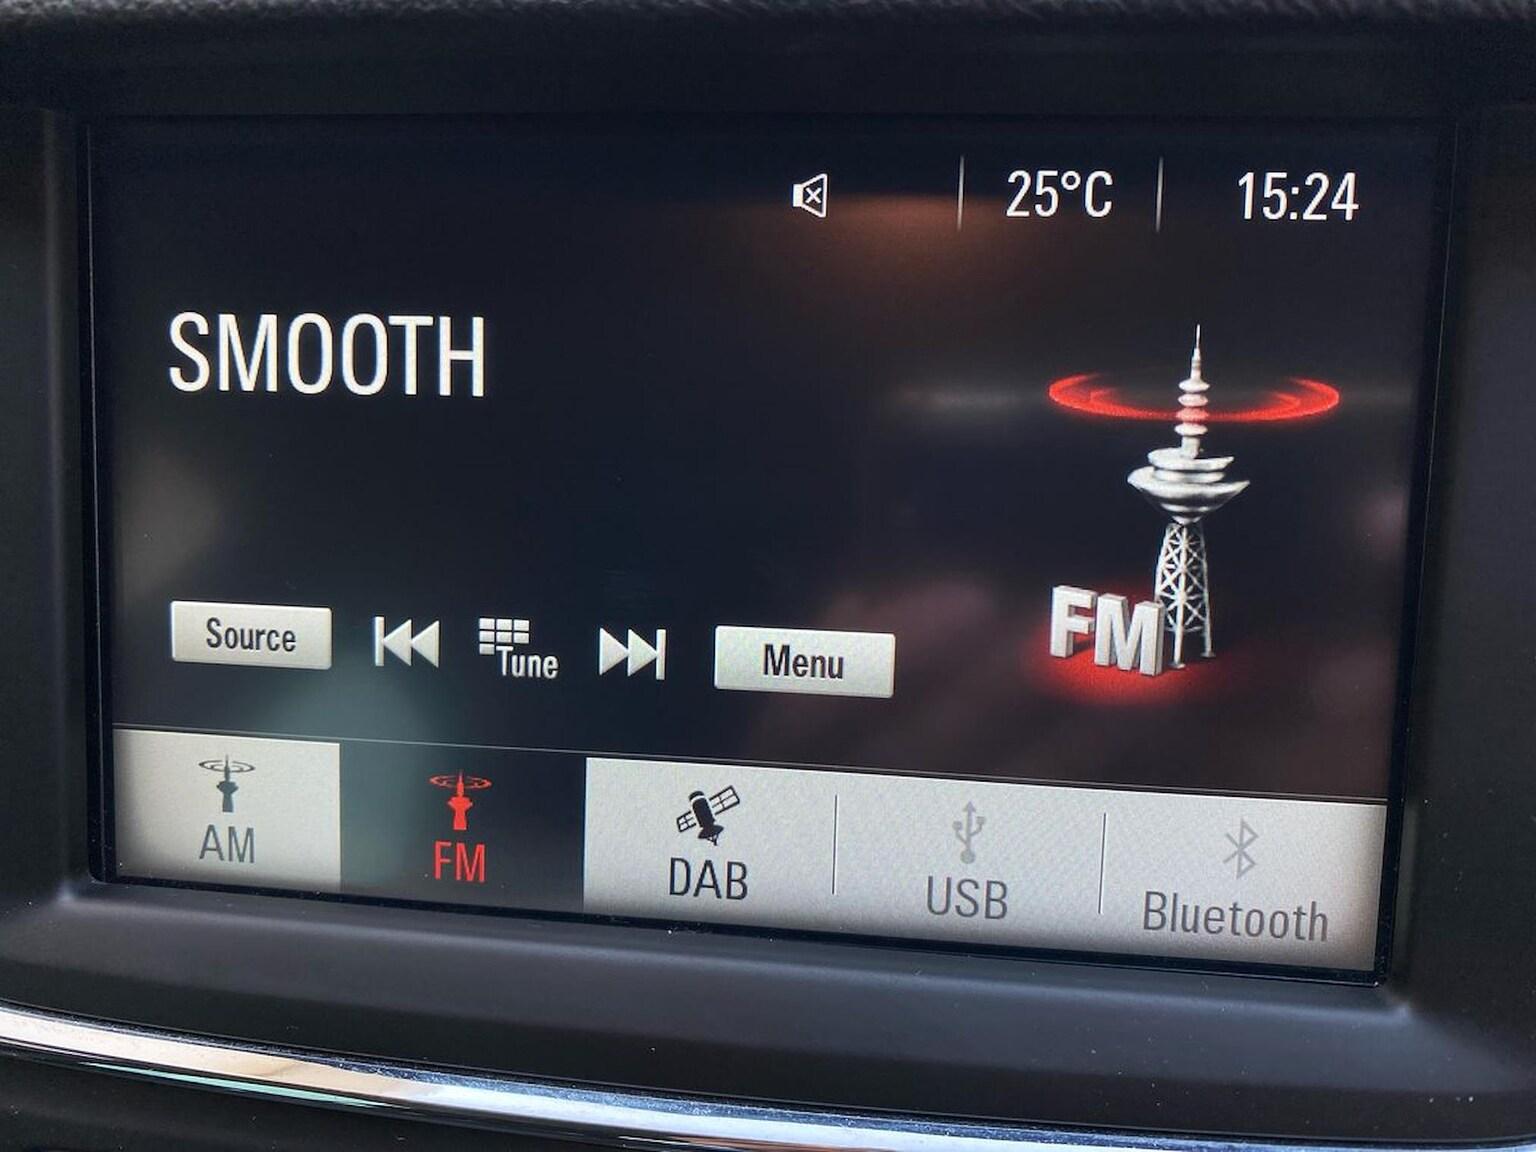 25°C 15:24
SMOOTH
Source Tune Menu
FM
AM FM DAB USB Bluetooth